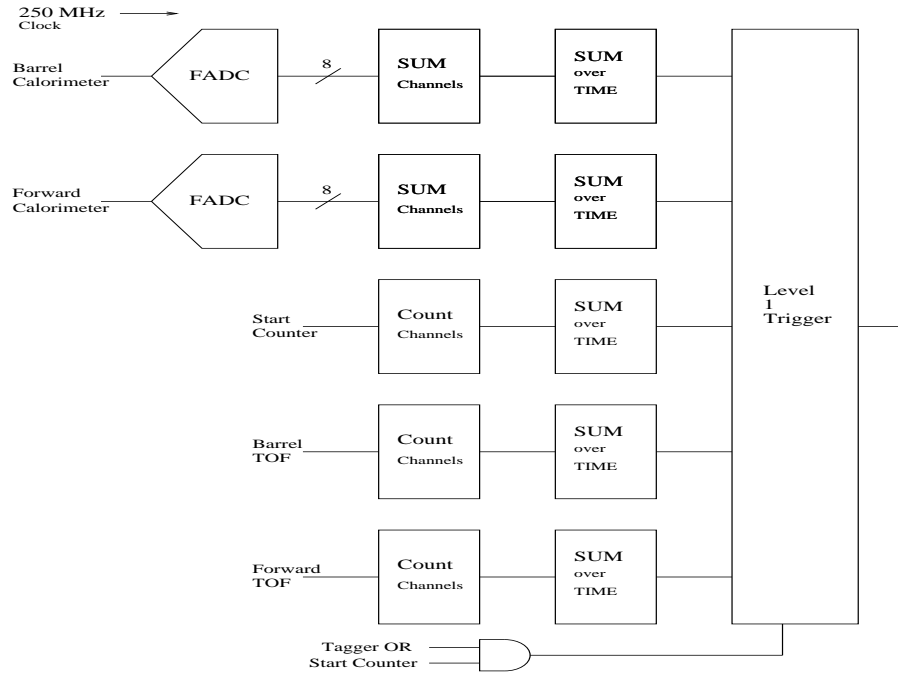 250 MHz
Clock
Barrel
Calorimeter
FADC
8
SUM
Channels
SUM
over
TIME
Forward
Calorimeter
FADC
8
SUM
Channels
SUM
over
TIME
Start
Counter
Count
Channels
SUM
over
TIME
Level
1
Trigger
Barrel
TOF
Count
Channels
SUM
over
TIME
Forward
TOF
Count
Channels
SUM
over
TIME
Tagger OR
Start Counter